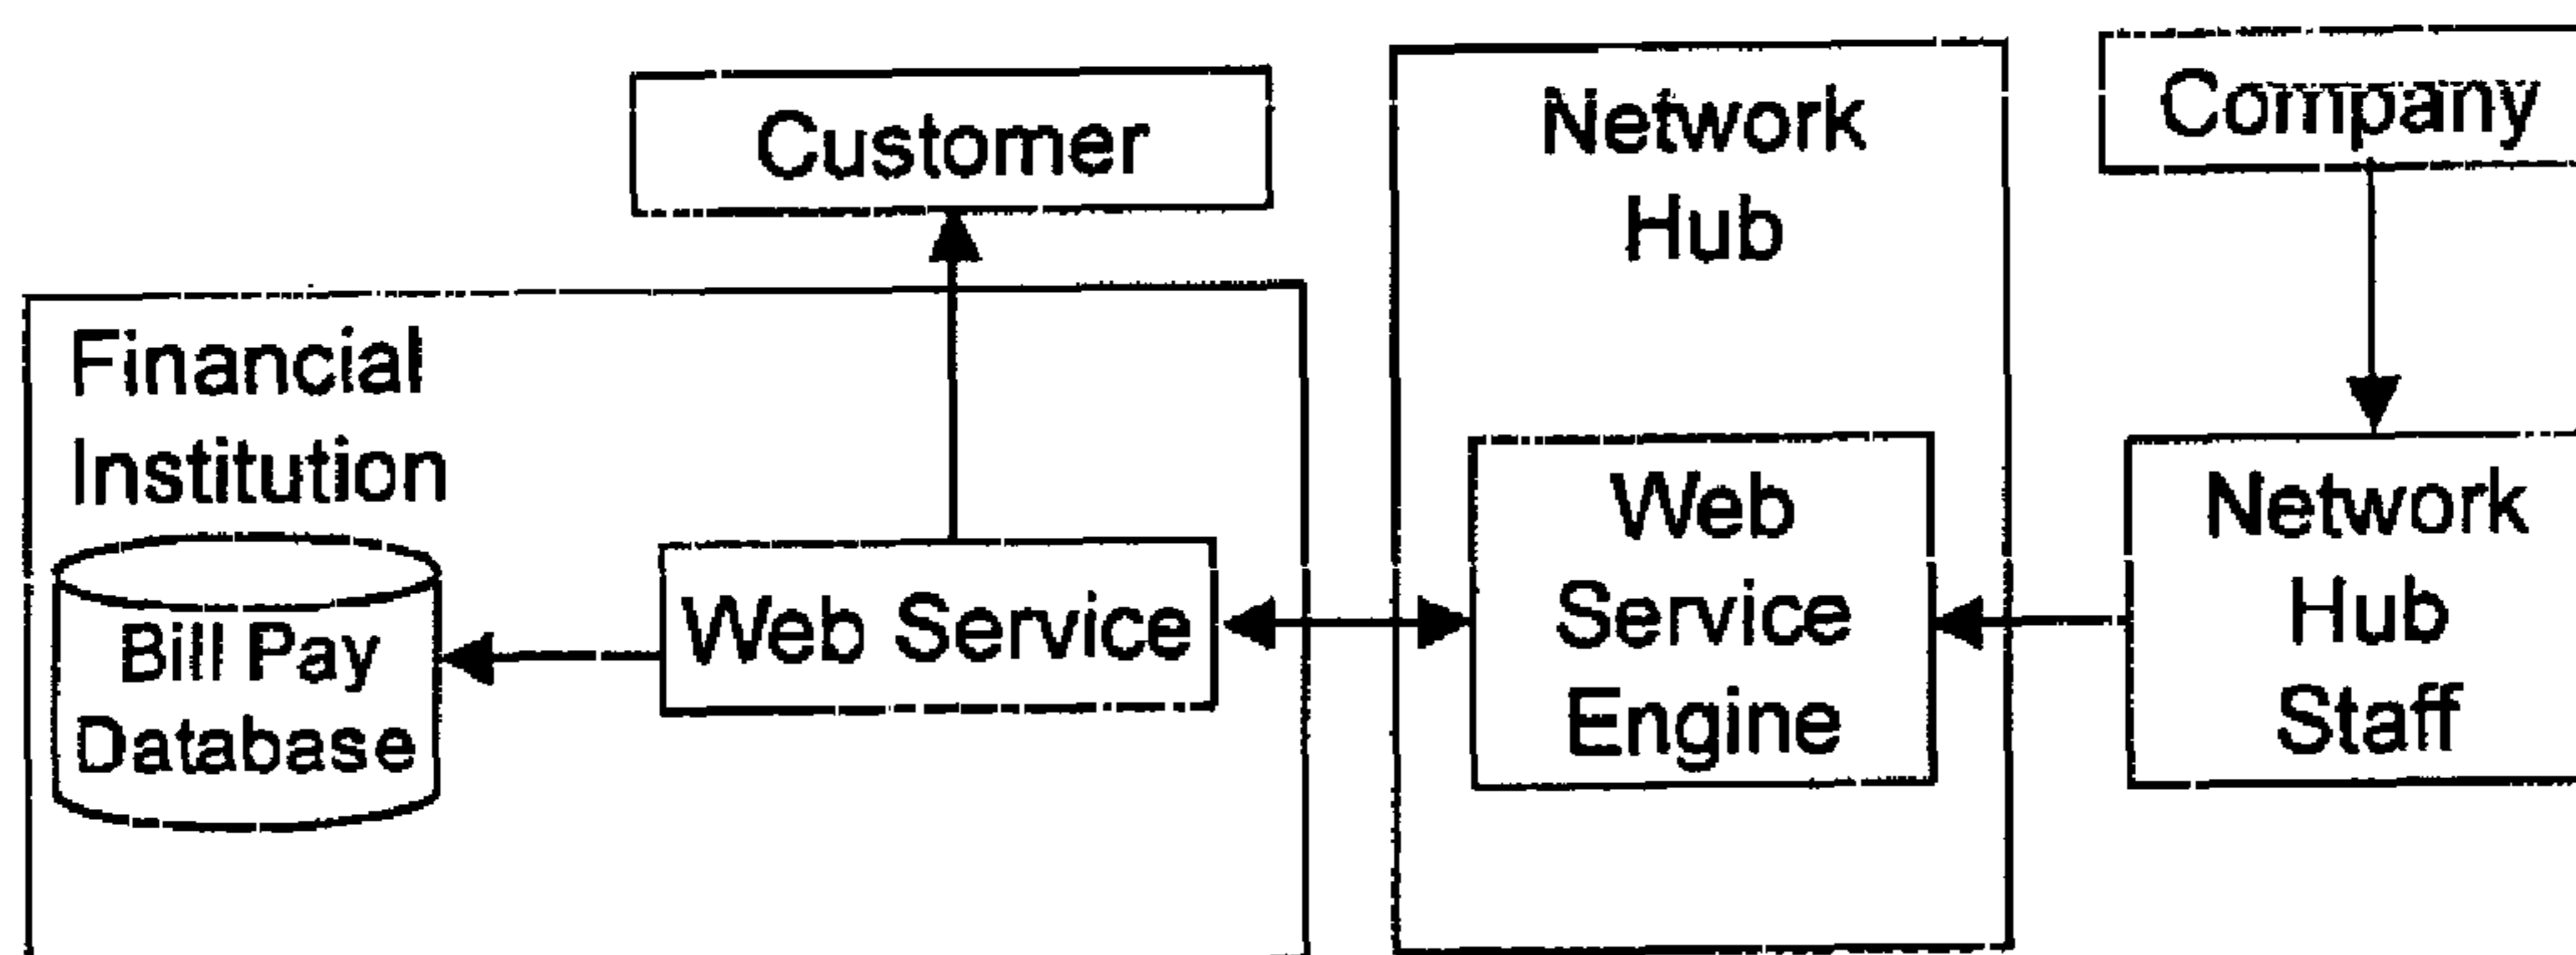 Customer
Network
Hub
Company
Financial
Institution
Bill Pay
Database
Web Service
Web
Service
Engine
Network
Hub
Staff